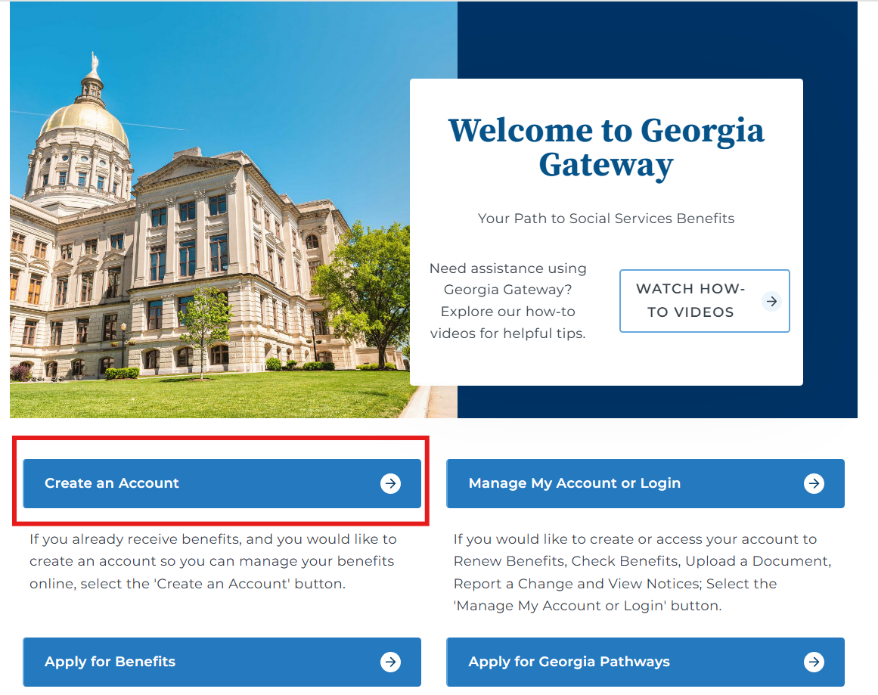 Welcome to Georgia
Gateway
Your Path to Social Services Benefits
Need assistance using
Georgia Gateway?
Explore our how-to
videos for helpful tips.
WATCH HOW-
TO VIDEOS
Create an Account
If you already receive benefits, and you would like to
create an account so you can manage your benefits
online, select the 'Create an Account' button.
Manage My Account or Login
If you would like to create or access your account to
Renew Benefits, Check Benefits, Upload a Document,
Report a Change and View Notices; Select the
'Manage My Account or Login' button.
Apply for Benefits
Apply for Georgia Pathways